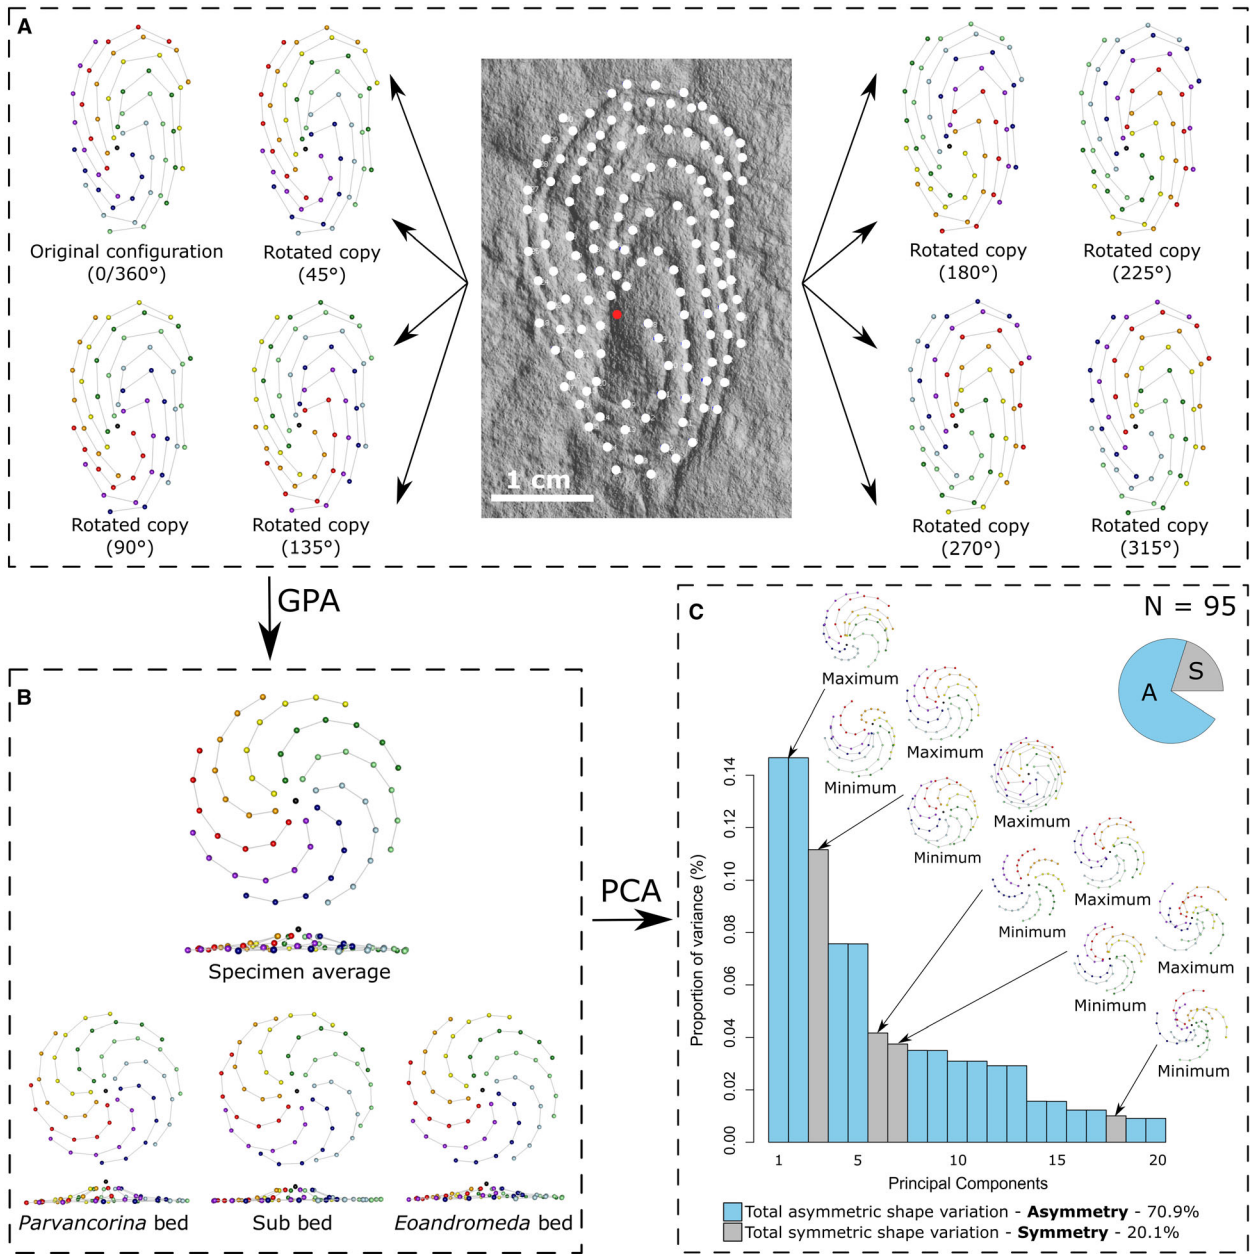 A
Original configuration
(0/360°)
Rotated copy
(45°)
Rotated copy
(90°)
Rotated copy
(135°)
1 cm
Rotated copy
(180°)
Rotated copy
(225°)
Rotated copy
(270°)
Rotated copy
(315°)
GPA
B
Specimen average
Parvancorina bed
Sub bed
Eoandromeda bed
PCA
C
N = 95
A
S
Maximum
Minimum
Maximum
Minimum
Maximum
Minimum
Maximum
Minimum
Maximum
Minimum
Proportion of variance (%)
0.14
0.12
0.10
0.08
0.06
0.04
0.02
0.00
1
5
10
15
20
Principal Components
Total asymmetric shape variation - Asymmetry - 70.9%
Total symmetric shape variation - Symmetry - 20.1%